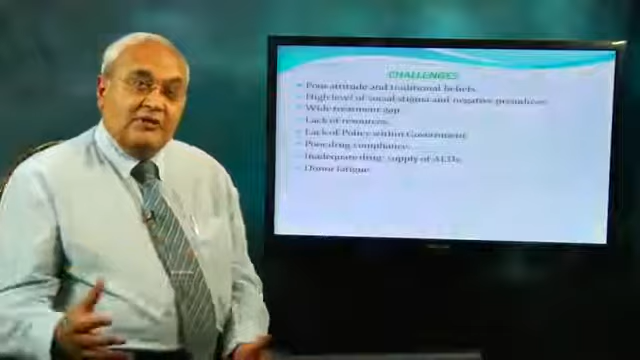 CHALLENGES
Poor attitude and traditional beliefs.
High level of social stigma and negative prejudices.
Wide treatment gap.
Lack of resources.
Lack of Policy within Government.
Poor drug compliance.
Inadequate drug supply of AEDs.
Donor fatigue.